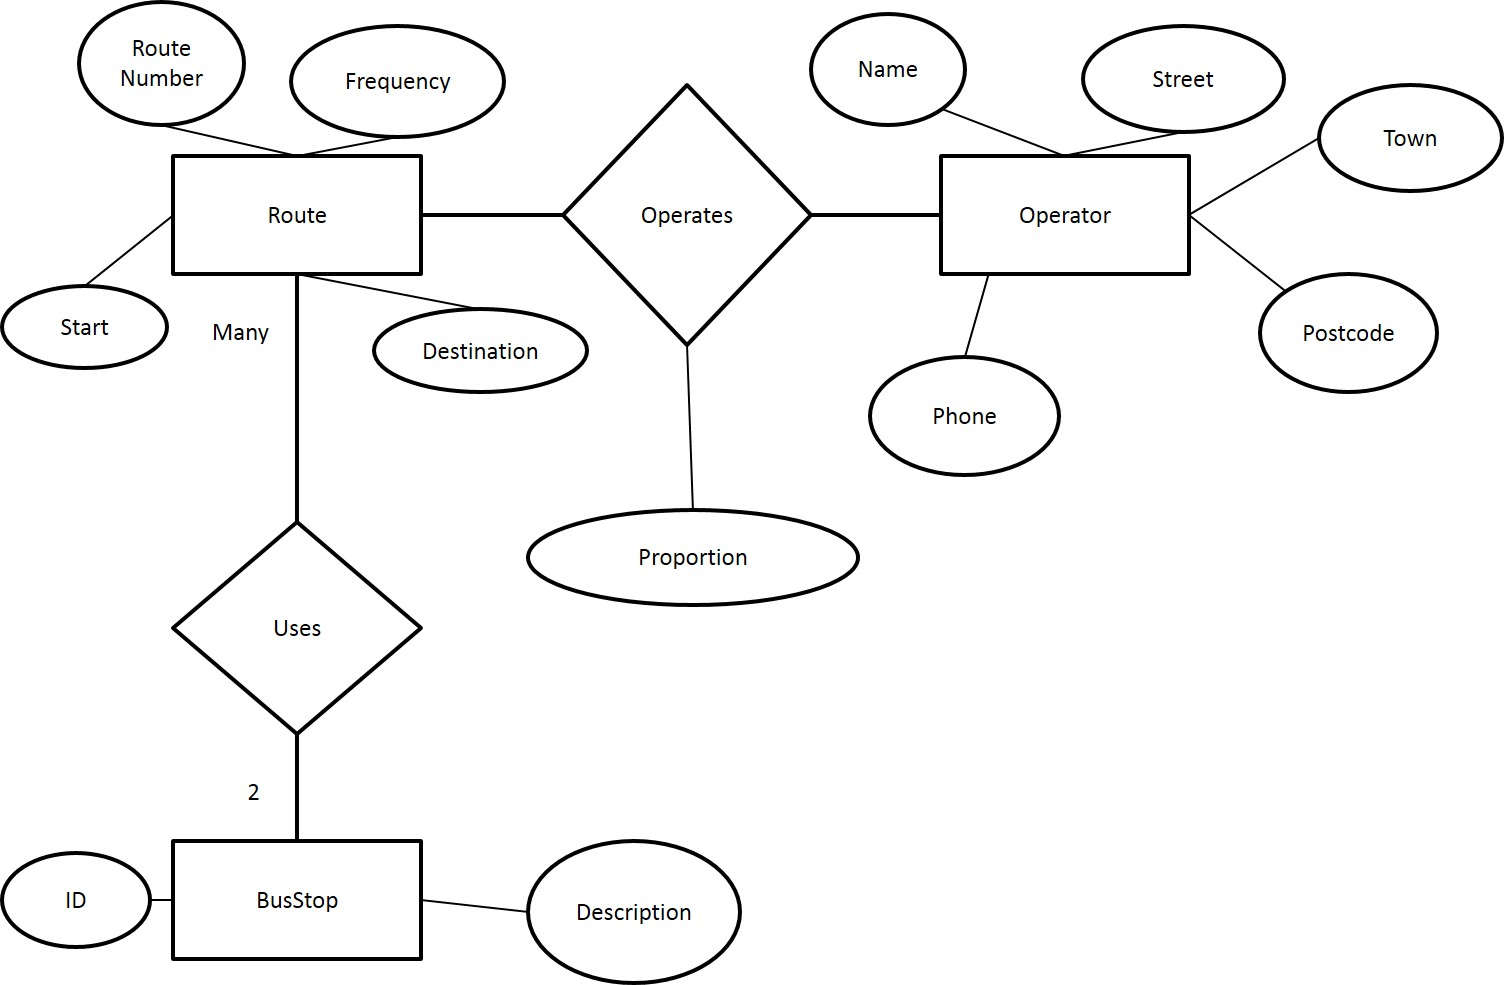 Route
Number
Frequency
Name
Street
Town
Route
Operates
Operator
Start
Many
Destination
Postcode
Phone
Proportion
Uses
2
ID
BusStop
Description